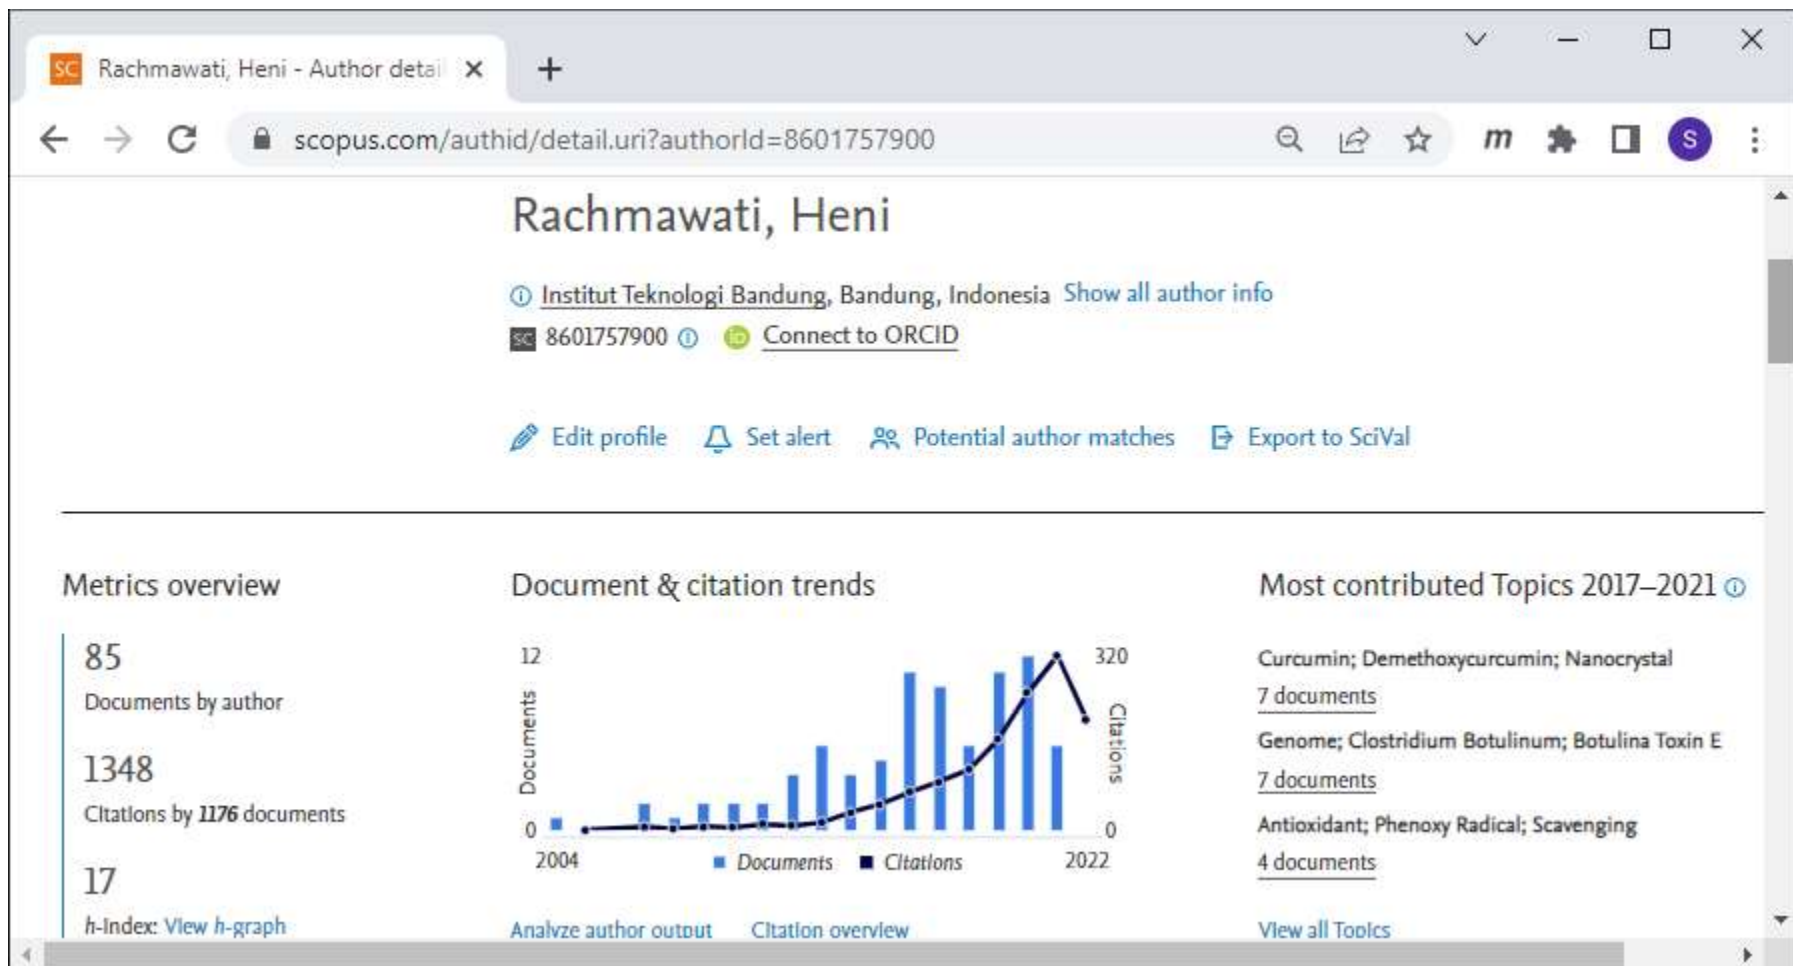 SC Rachmawati, Heni - Author detai
scopus.com/authid/detail.uri?authorId=8601757900
m
S
Rachmawati, Heni
Institut Teknologi Bandung, Bandung, Indonesia Show all author info
SC 8601757900 iD Connect to ORCID
Edit profile Set alert Potential author matches Export to SciVal
Metrics overview
85
Documents by author
1348
Citations by 1176 documents
17
h-index: View h-graph
Document & citation trends
12
320
Documents
Citations
0
0
2004
Documents Citations
2022
Analyze author output Citation overview
Most contributed Topics 2017–2021
Curcumin; Demethoxycurcumin; Nanocrystal
7 documents
Genome; Clostridium Botulinum; Botulina Toxin E
7 documents
Antioxidant; Phenoxy Radical; Scavenging
4 documents
View all Topics